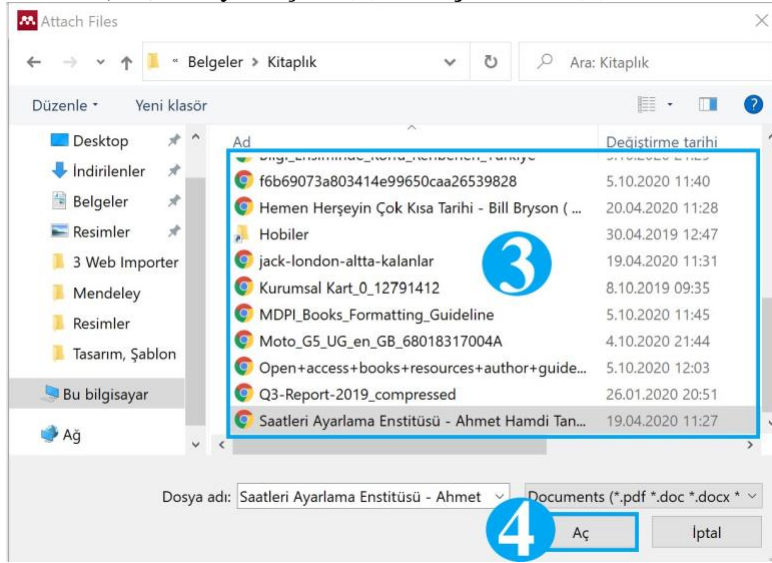 Attach Files
Belgeler > Kitaplık
Ara: Kitaplık
Düzenle
Yeni klasör
Desktop
İndirilenler
Belgeler
Resimler
3 Web Importer
Mendeley
Resimler
Tasarım, Şablon
Bu bilgisayar
Ağ
Ad Değiştirme tarihi
f6b69073a803414e99650caa26539828 5.10.2020 11:40
Hemen Herşeyin Çok Kısa Tarihi - Bill Bryson ( ... 20.04.2020 11:28
Hobiler 30.04.2019 12:47
jack-london-altta-kalanlar 19.04.2020 11:31
Kurumsal Kart_0_12791412 8.10.2019 09:35
MDPI_Books_Formatting_Guideline 5.10.2020 11:45
Moto_G5_UG_en_GB_68018317004A 4.10.2020 21:44
Open+access+books+resources+author+guide... 5.10.2020 12:03
Q3-Report-2019_compressed 26.01.2020 20:51
Saatleri Ayarlama Enstitüsü - Ahmet Hamdi Tan... 19.04.2020 11:27
3
Dosya adı: Saatleri Ayarlama Enstitüsü - Ahmet Documents (*.pdf *.doc *.docx *
4
Aç
İptal